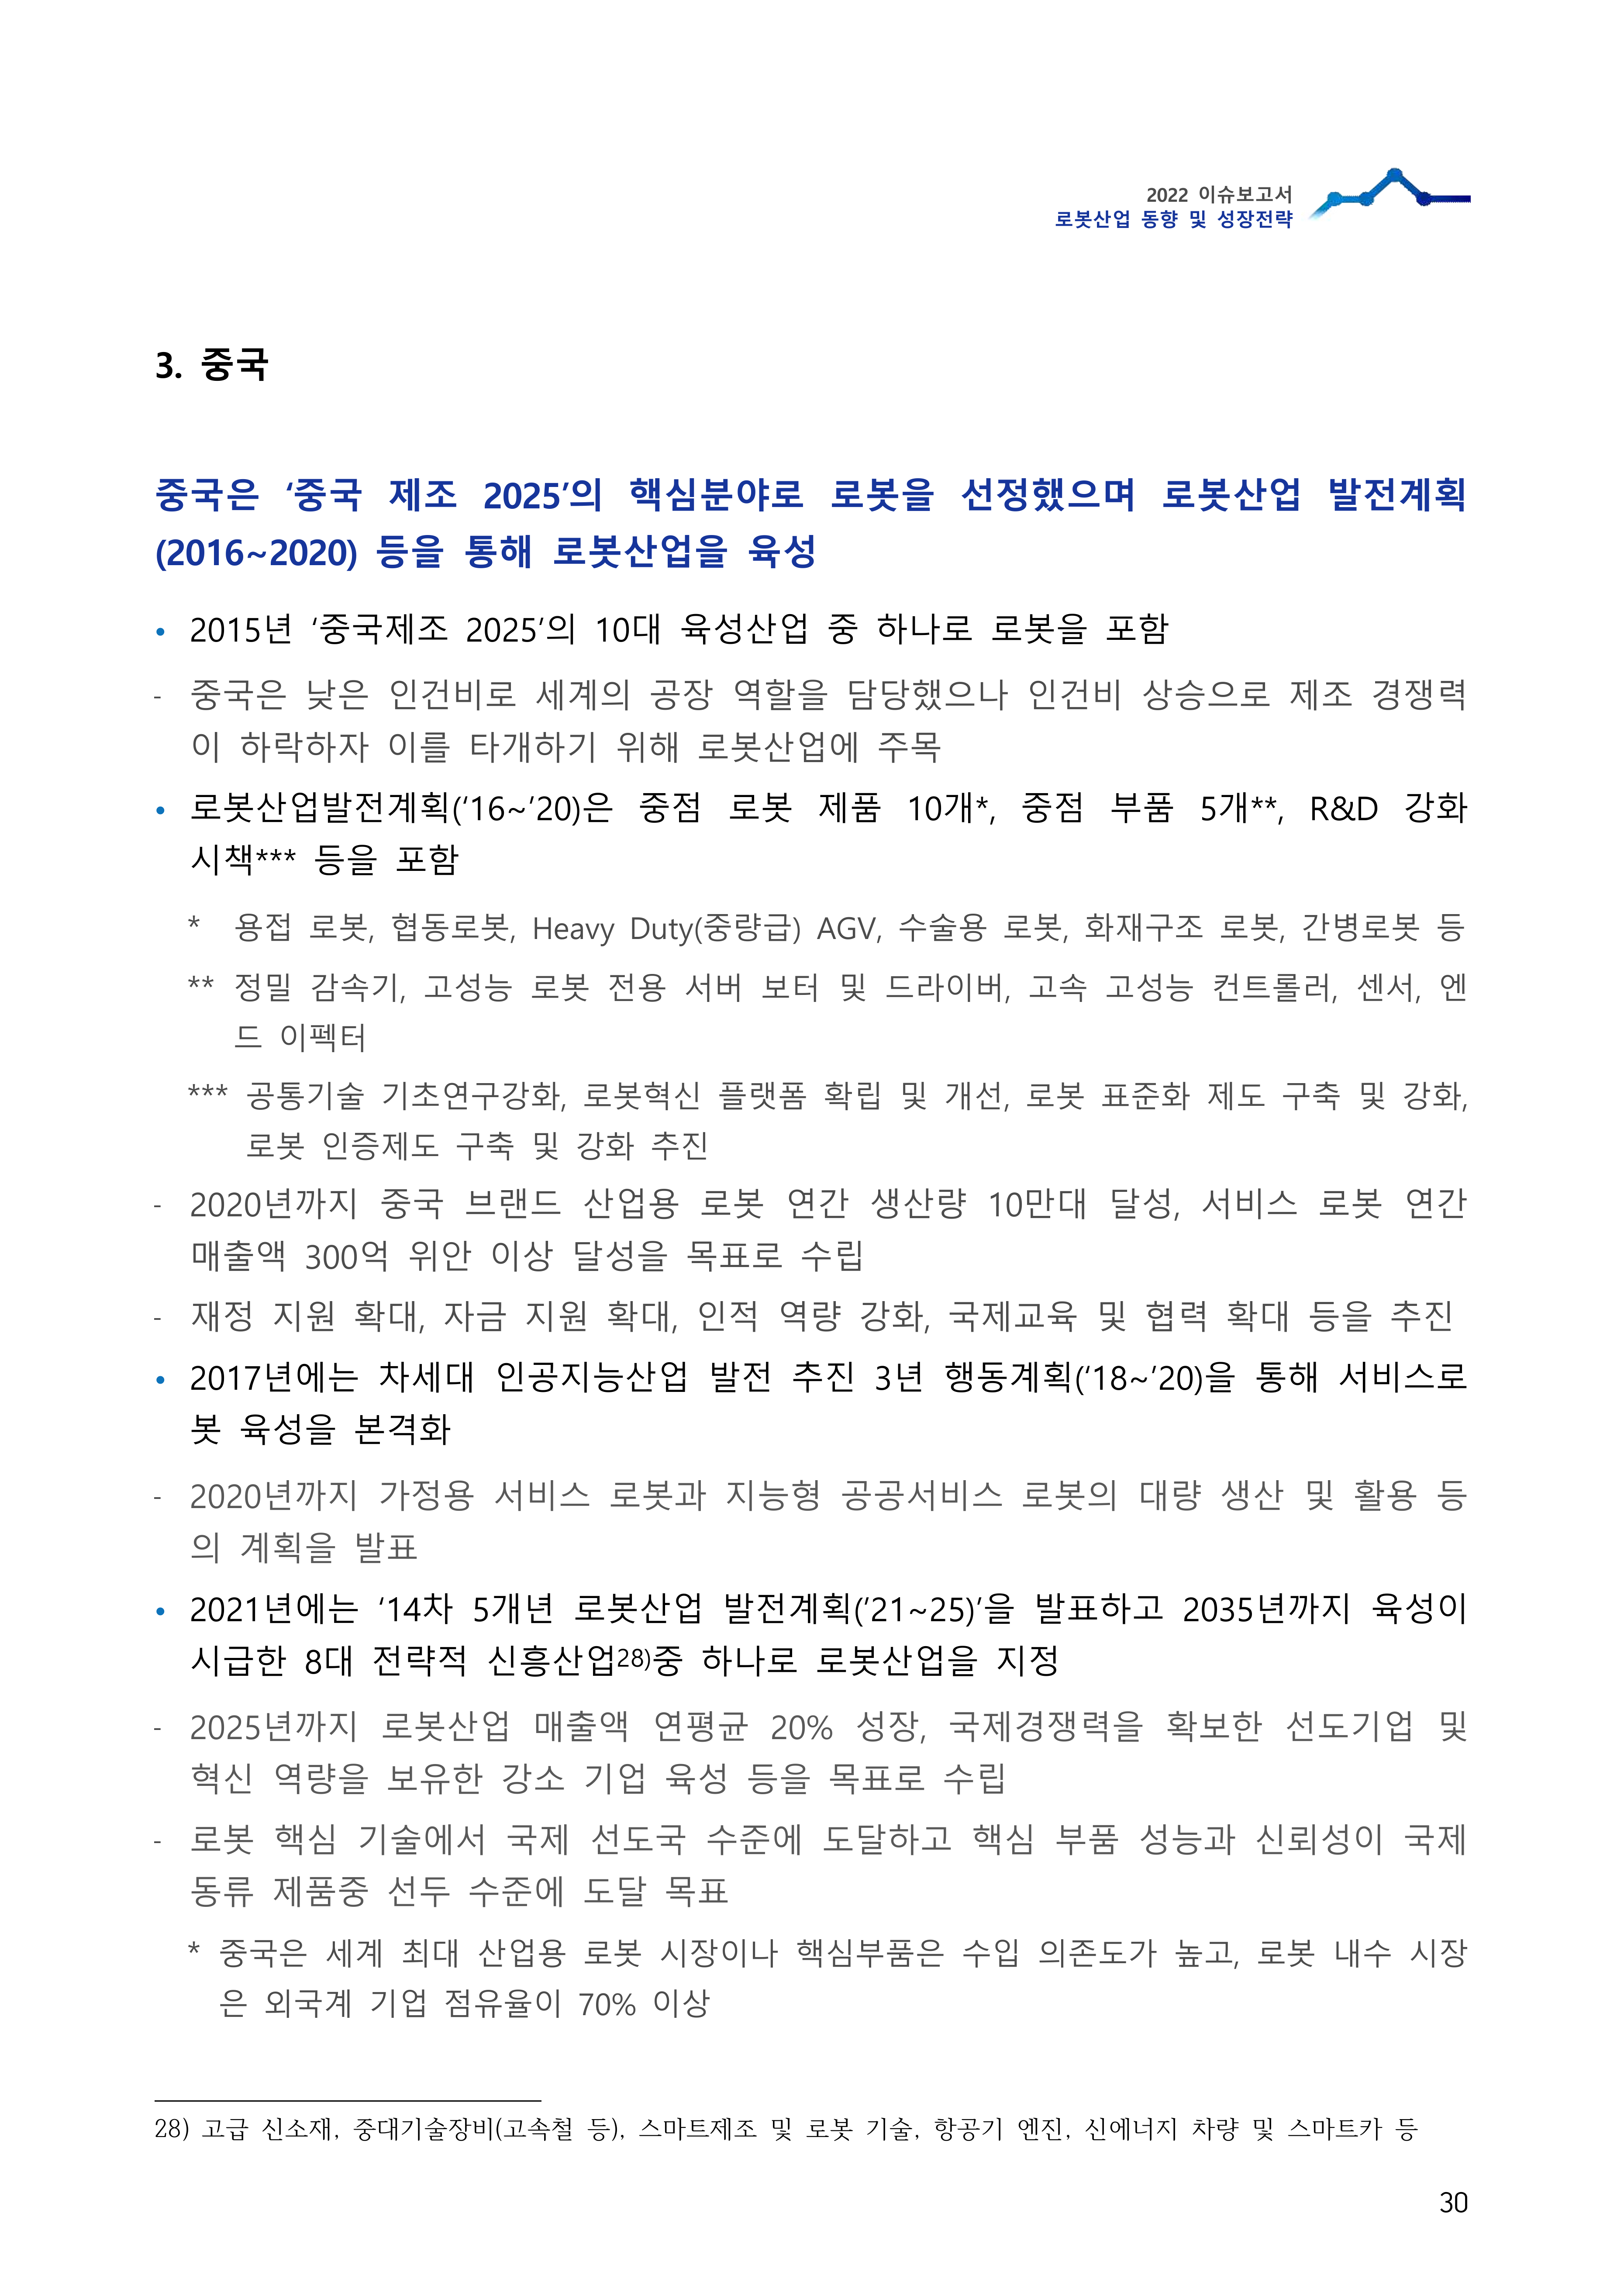 2022 이슈보고서
로봇산업 동향 및 성장전략
3. 중국
중국은 ‘중국 제조 2025’의 핵심분야로 로봇을 선정했으며 로봇산업 발전계획
(2016~2020) 등을 통해 로봇산업을 육성
• 2015년 ‘중국제조 2025‘의 10대 육성산업 중 하나로 로봇을 포함
- 중국은 낮은 인건비로 세계의 공장 역할을 담당했으나 인건비 상승으로 제조 경쟁력
이 하락하자 이를 타개하기 위해 로봇산업에 주목
• 로봇산업발전계획(‘16~’20)은 중점 로봇 제품 10개*, 중점 부품 5개**, R&D 강화
시책*** 등을 포함
* 용접 로봇, 협동로봇, Heavy Duty(중량급) AGV, 수술용 로봇, 화재구조 로봇, 간병로봇 등
** 정밀 감속기, 고성능 로봇 전용 서버 보터 및 드라이버, 고속 고성능 컨트롤러, 센서, 엔
드 이펙터
*** 공통기술 기초연구강화, 로봇혁신 플랫폼 확립 및 개선, 로봇 표준화 제도 구축 및 강화,
로봇 인증제도 구축 및 강화 추진
- 2020년까지 중국 브랜드 산업용 로봇 연간 생산량 10만대 달성, 서비스 로봇 연간
매출액 300억 위안 이상 달성을 목표로 수립
- 재정 지원 확대, 자금 지원 확대, 인적 역량 강화, 국제교육 및 협력 확대 등을 추진
• 2017년에는 차세대 인공지능산업 발전 추진 3년 행동계획(‘18~’20)을 통해 서비스로
봇 육성을 본격화
- 2020년까지 가정용 서비스 로봇과 지능형 공공서비스 로봇의 대량 생산 및 활용 등
의 계획을 발표
• 2021년에는 ‘14차 5개년 로봇산업 발전계획(’21~25)’을 발표하고 2035년까지 육성이
시급한 8대 전략적 신흥산업28)중 하나로 로봇산업을 지정
- 2025년까지 로봇산업 매출액 연평균 20% 성장, 국제경쟁력을 확보한 선도기업 및
혁신 역량을 보유한 강소 기업 육성 등을 목표로 수립
- 로봇 핵심 기술에서 국제 선도국 수준에 도달하고 핵심 부품 성능과 신뢰성이 국제
동류 제품중 선두 수준에 도달 목표
* 중국은 세계 최대 산업용 로봇 시장이나 핵심부품은 수입 의존도가 높고, 로봇 내수 시장
은 외국계 기업 점유율이 70% 이상
28) 고급 신소재, 중대기술장비(고속철 등), 스마트제조 및 로봇 기술, 항공기 엔진, 신에너지 차량 및 스마트카 등
30